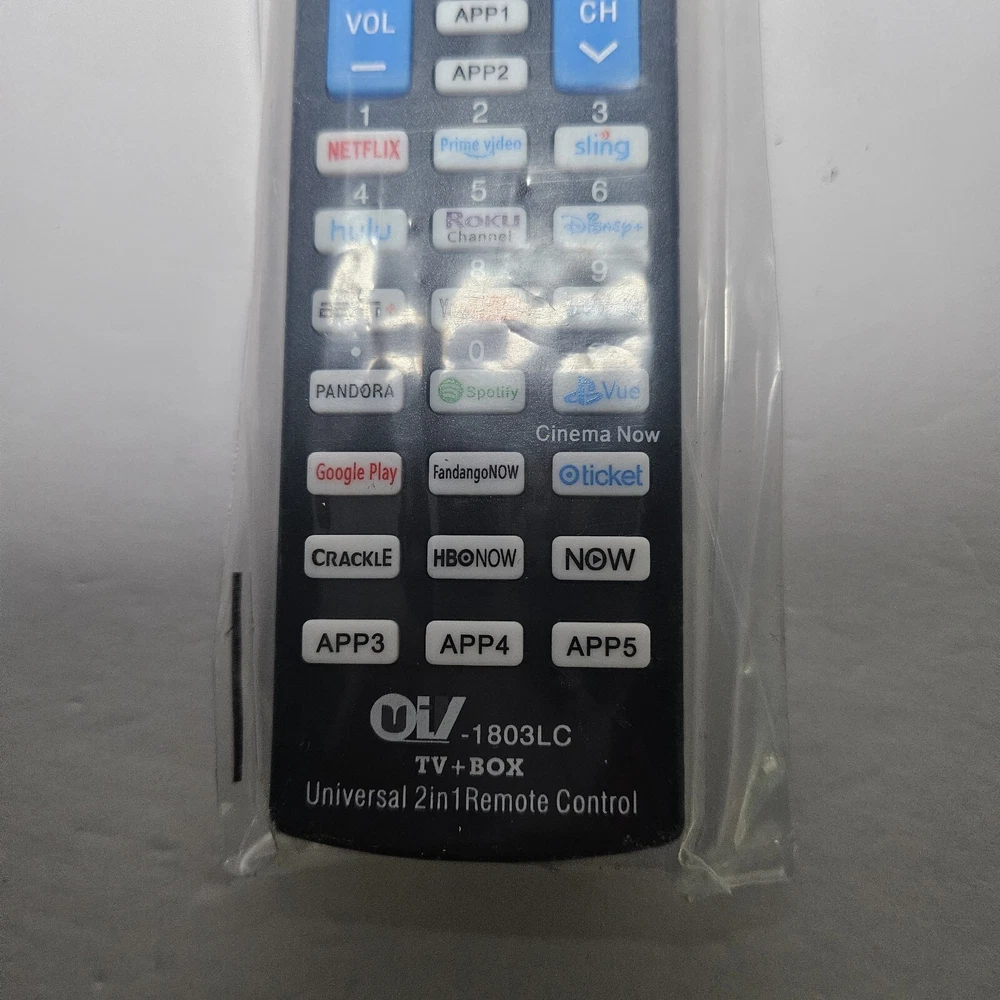 VOL APP1 CH
APP2
1 2 3
NETFLIX Prime video sling
4 5 6
hulu Roku Channel Disney+
8 9
0
PANDORA Spotify Vue
Cinema Now
Google Play FandangoNOW ticket
CRACKLE HBONOW NOW
APP3 APP4 APP5
-1803LC
TV+BOX
Universal 2in1Remote Control